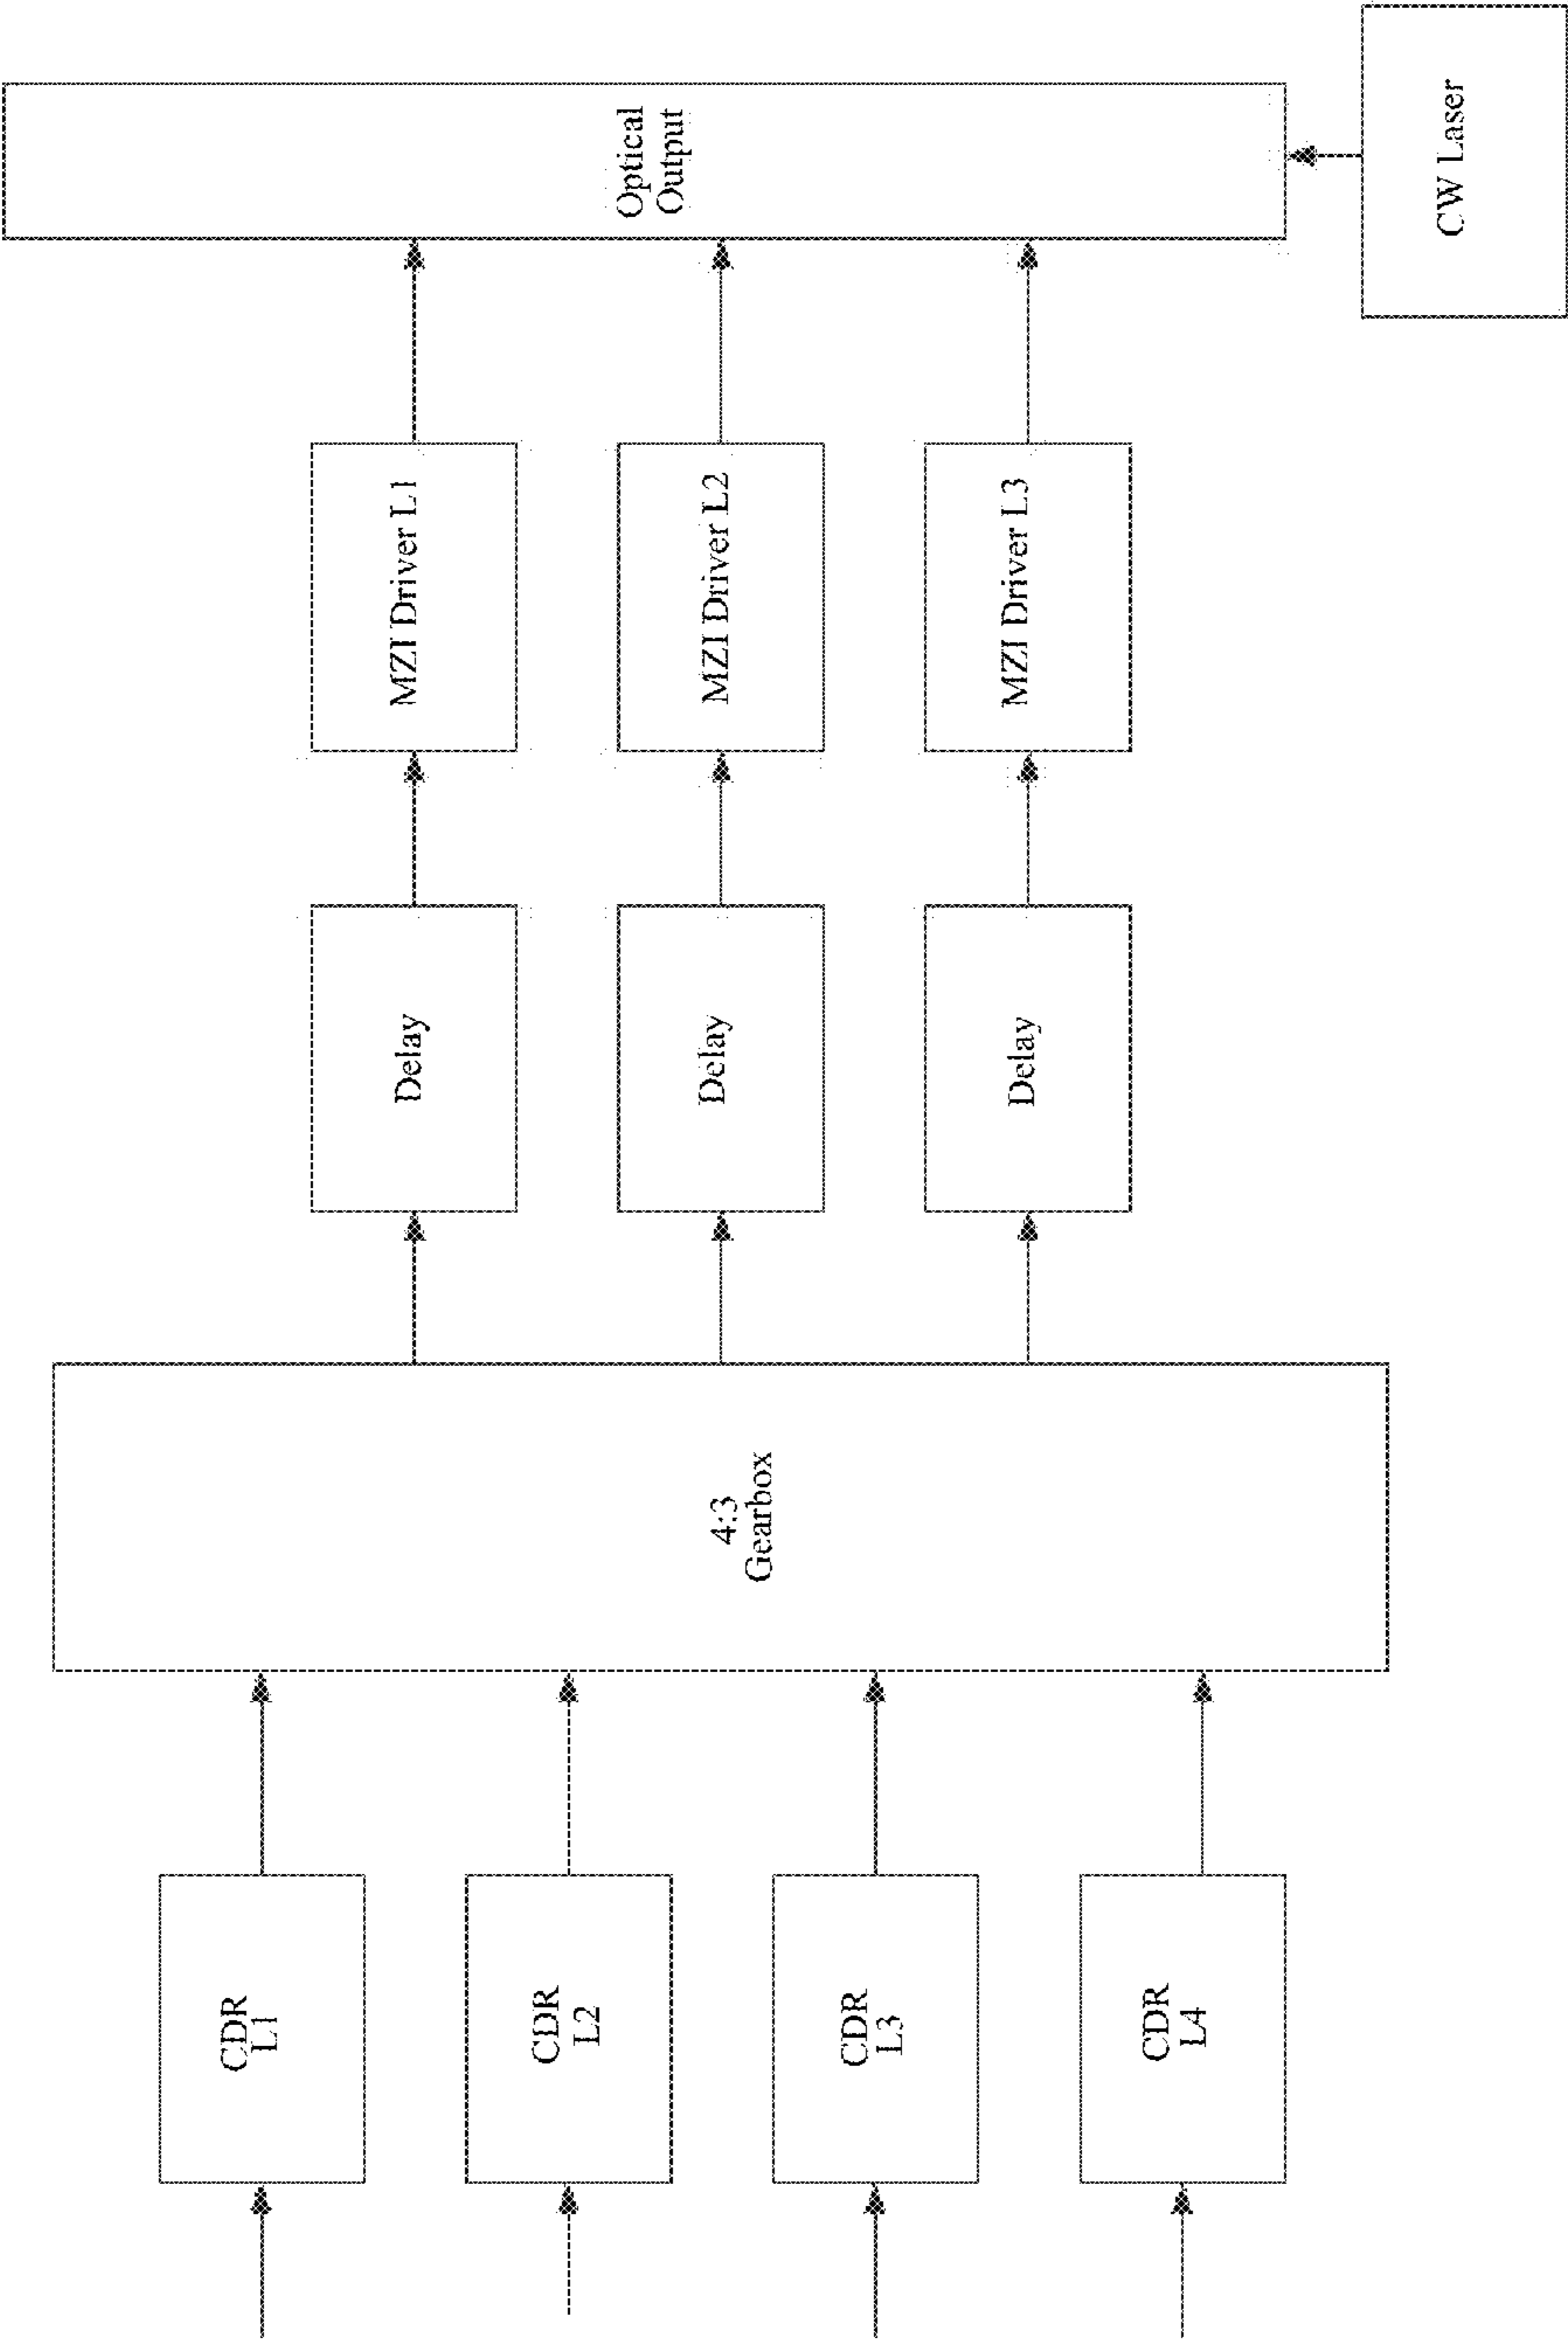 CDR
L1
CDR
L2
CDR
L3
CDR
L4
4:3
Gearbox
Delay
Delay
Delay
MZI Driver L1
MZI Driver L2
MZI Driver L3
Optical
Output
CW Laser